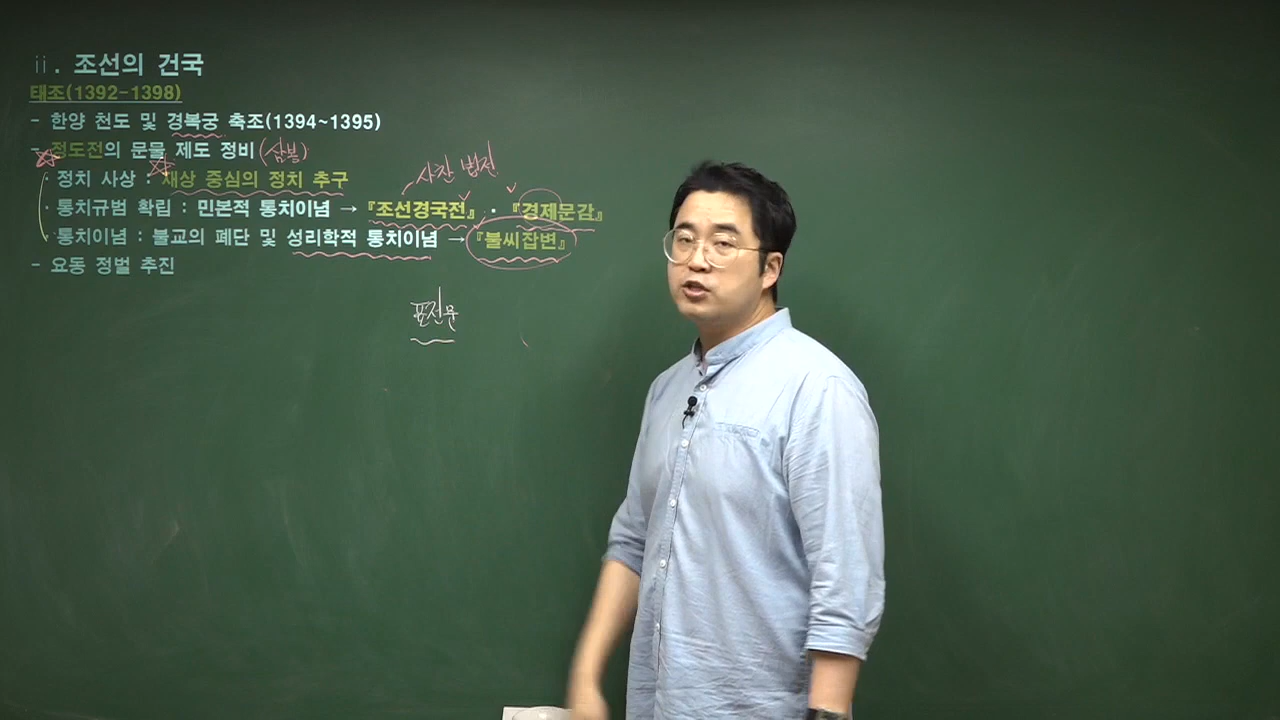 ⅱ. 조선의 건국
태조(1392-1398)
- 한양 천도 및 경복궁 축조(1394~1395)
- 정도전의 문물 제도 정비 (삼봉)
사찬 법전
· 정치 사상 : 재상 중심의 정치 추구
· 통치규범 확립 : 민본적 통치이념 → 『조선경국전』 · 『경제문감』
· 통치이념 : 불교의 폐단 및 성리학적 통치이념 → 『불씨잡변』
- 요동 정벌 추진
표전문